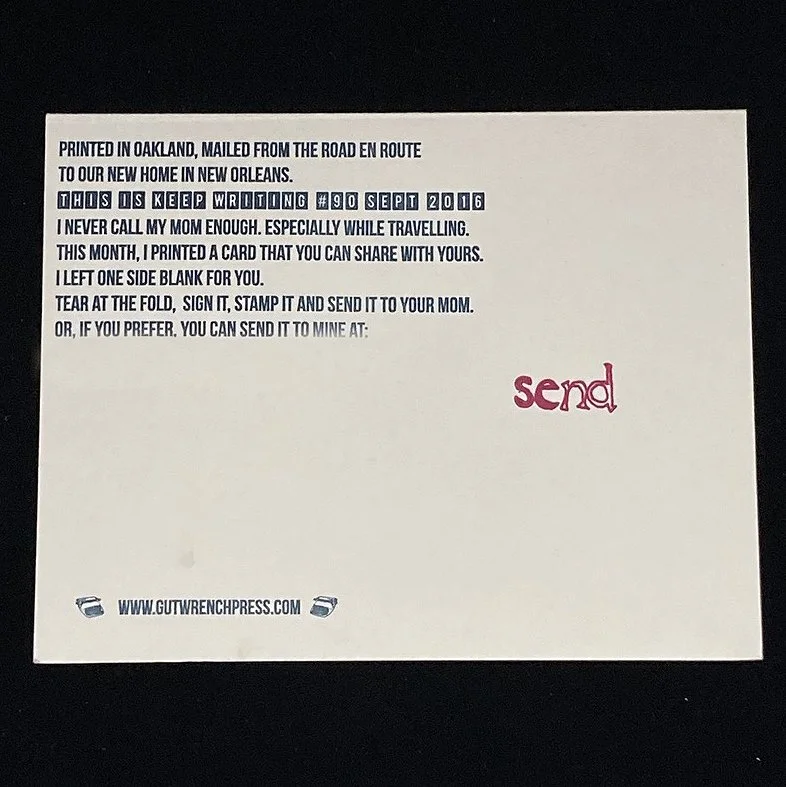 PRINTED IN OAKLAND, MAILED FROM THE ROAD EN ROUTE
TO OUR NEW HOME IN NEW ORLEANS.
THIS IS KEEP WRITING #90 SEPT 2016
I NEVER CALL MY MOM ENOUGH. ESPECIALLY WHILE TRAVELLING.
THIS MONTH, I PRINTED A CARD THAT YOU CAN SHARE WITH YOURS.
I LEFT ONE SIDE BLANK FOR YOU.
TEAR AT THE FOLD, SIGN IT, STAMP IT AND SEND IT TO YOUR MOM.
OR, IF YOU PREFER, YOU CAN SEND IT TO MINE AT:
send
WWW.GUTWRENCHPRESS.COM